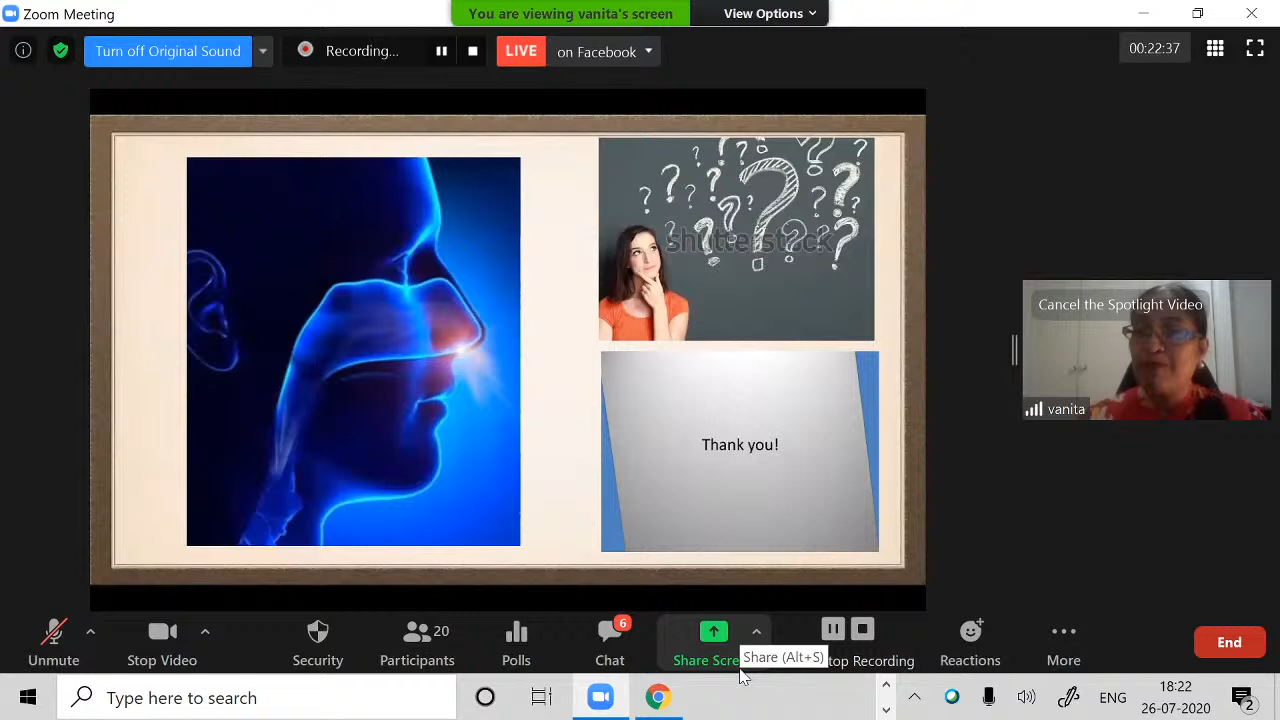 Zoom Meeting
You are viewing vanita's screen
View Options
Turn off Original Sound
Recording...
LIVE
on Facebook
00:22:37
shutterstock
Thank you!
Cancel the Spotlight Video
vanita
Unmute
Stop Video
Security
20
Participants
Polls
6
Chat
Share Scre
Share (Alt+S)
top Recording
Reactions
More
End
Type here to search
ENG
18:22
26-07-2020
2